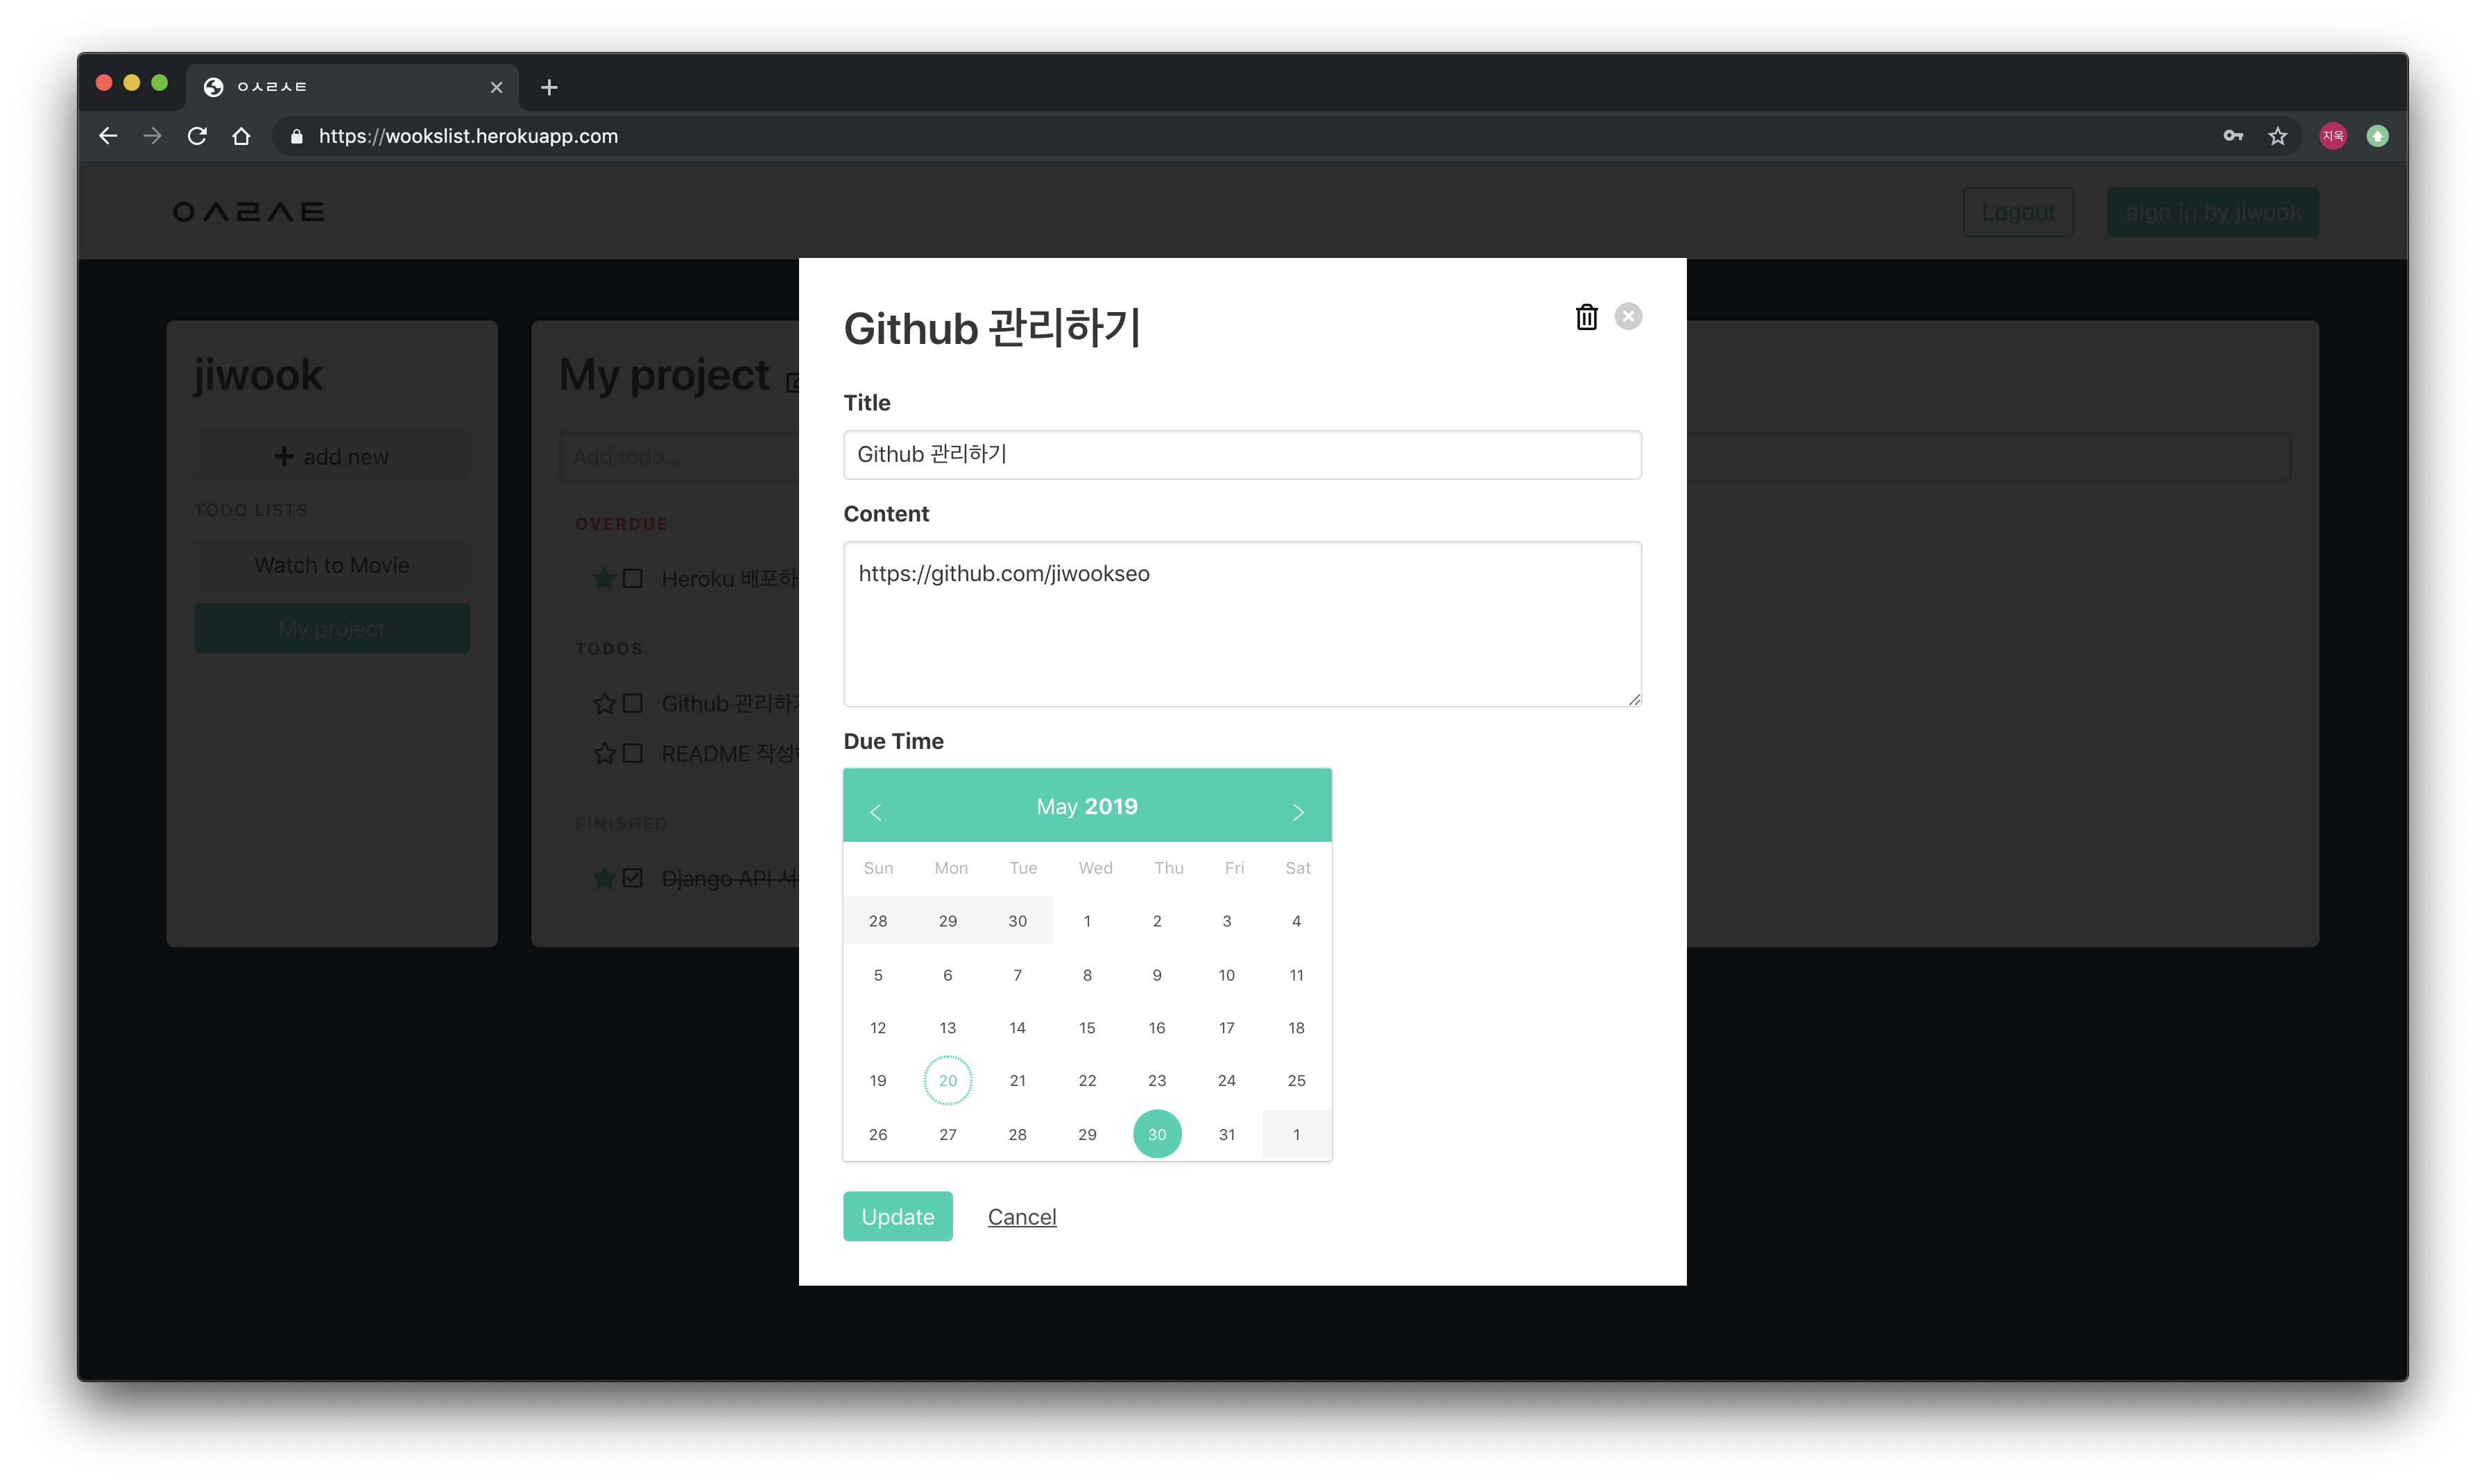 ㅇㅅㄹㅅㅌ
https://wookslist.herokuapp.com
지욱
ㅇㅅㄹㅅㅌ
Logout
sign in by jiwook
jiwook
add new
TODO LISTS
Watch to Movie
My project
My project
Add todo...
OVERDUE
Heroku 배포하
TODOS
Github 관리하
README 작성
FINISHED
Django API 서
Github 관리하기
Title
Github 관리하기
Content
https://github.com/jiwookseo
Due Time
May 2019
Sun Mon Tue Wed Thu Fri Sat
28 29 30 1 2 3 4
5 6 7 8 9 10 11
12 13 14 15 16 17 18
19 20 21 22 23 24 25
26 27 28 29 30 31 1
Update Cancel